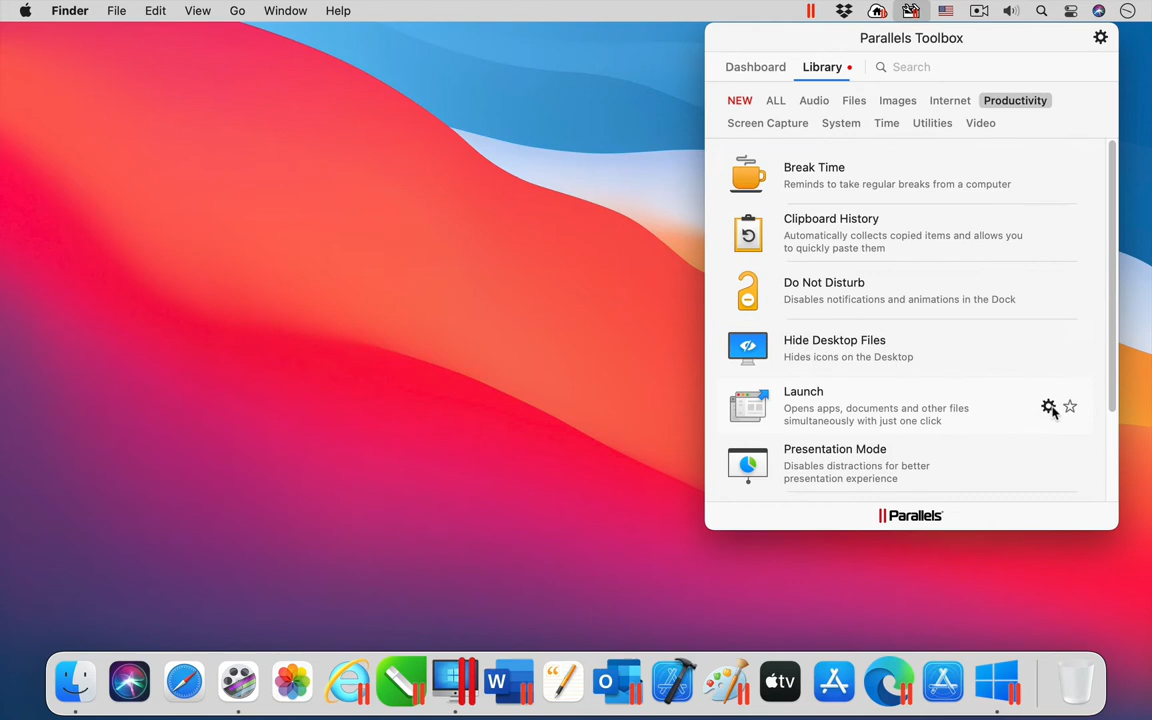 Finder File Edit View Go Window Help
Parallels Toolbox
Dashboard Library Search
NEW ALL Audio Files Images Internet Productivity
Screen Capture System Time Utilities Video
Break Time
Reminds to take regular breaks from a computer
Clipboard History
Automatically collects copied items and allows you
to quickly paste them
Do Not Disturb
Disables notifications and animations in the Dock
Hide Desktop Files
Hides icons on the Desktop
Launch
Opens apps, documents and other files
simultaneously with just one click
Presentation Mode
Disables distractions for better
presentation experience
Parallels
W O tv